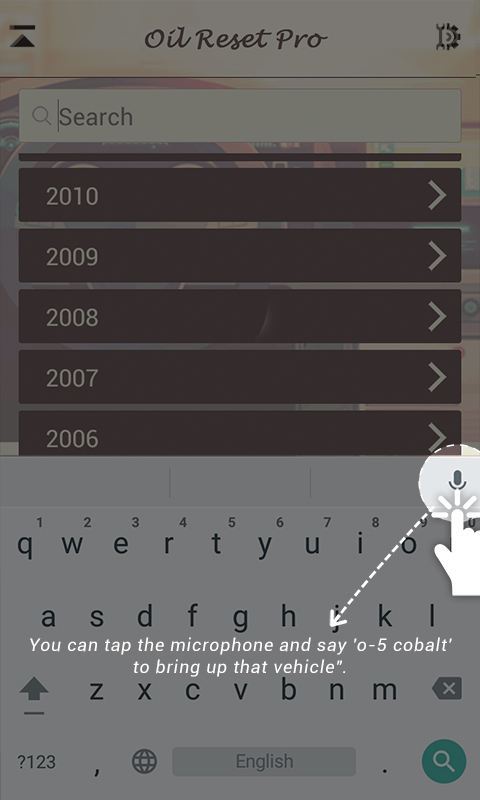 Oil Reset Pro
Search
2010
2009
2008
2007
2006
1 2 3 4 5 6 7 8 9 0
q w e r t y u i o
a s d f g h j k l
You can tap the microphone and say 'o-5 cobalt'
to bring up that vehicle".
z x c v b n m
?123 , English .